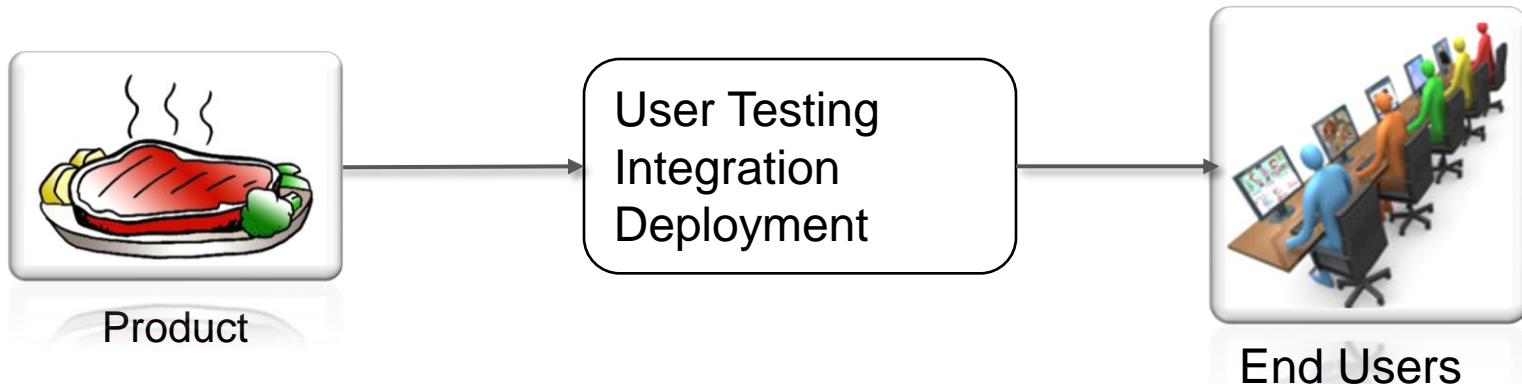 User Testing
Integration
Deployment
Product
End Users